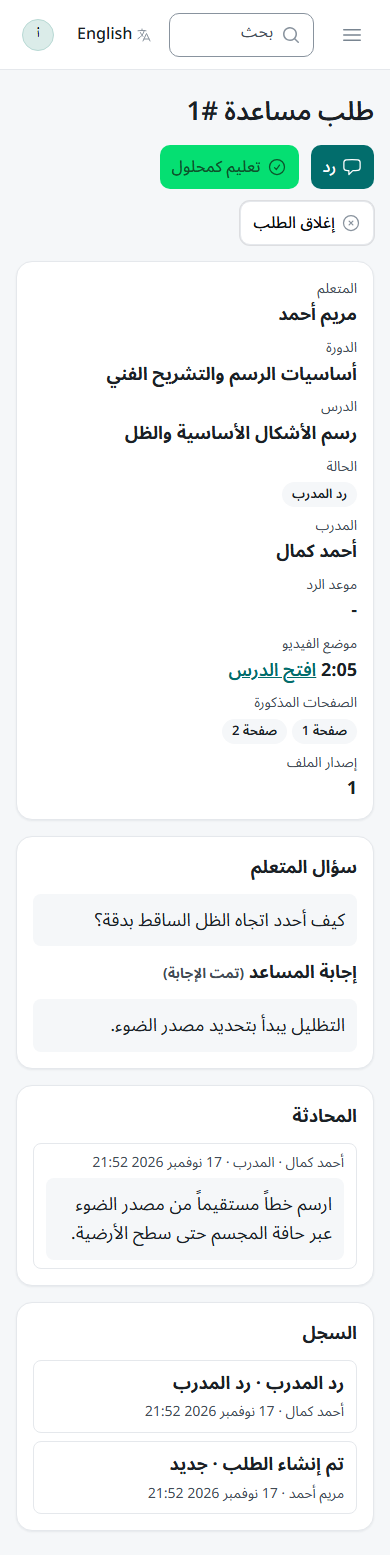 بحث
English
i
طلب مساعدة #1
رد
تعليم كمحلول
إغلاق الطلب
المتعلم
مريم أحمد
الدورة
أساسيات الرسم والتشريح الفني
الدرس
رسم الأشكال الأساسية والظل
الحالة
رد المدرب
المدرب
أحمد كمال
موعد الرد
-
موضع الفيديو
2:05 افتح الدرس
الصفحات المذكورة
صفحة 1 صفحة 2
إصدار الملف
1
سؤال المتعلم
كيف أحدد اتجاه الظل الساقط بدقة؟
إجابة المساعد (تمت الإجابة)
التظليل يبدأ بتحديد مصدر الضوء.
المحادثة
أحمد كمال · المدرب · 17 نوفمبر 2026 21:52
ارسم خطاً مستقيماً من مصدر الضوء
عبر حافة المجسم حتى سطح الأرضية.
السجل
رد المدرب · رد المدرب
أحمد كمال · 17 نوفمبر 2026 21:52
تم إنشاء الطلب · جديد
مريم أحمد · 17 نوفمبر 2026 21:52